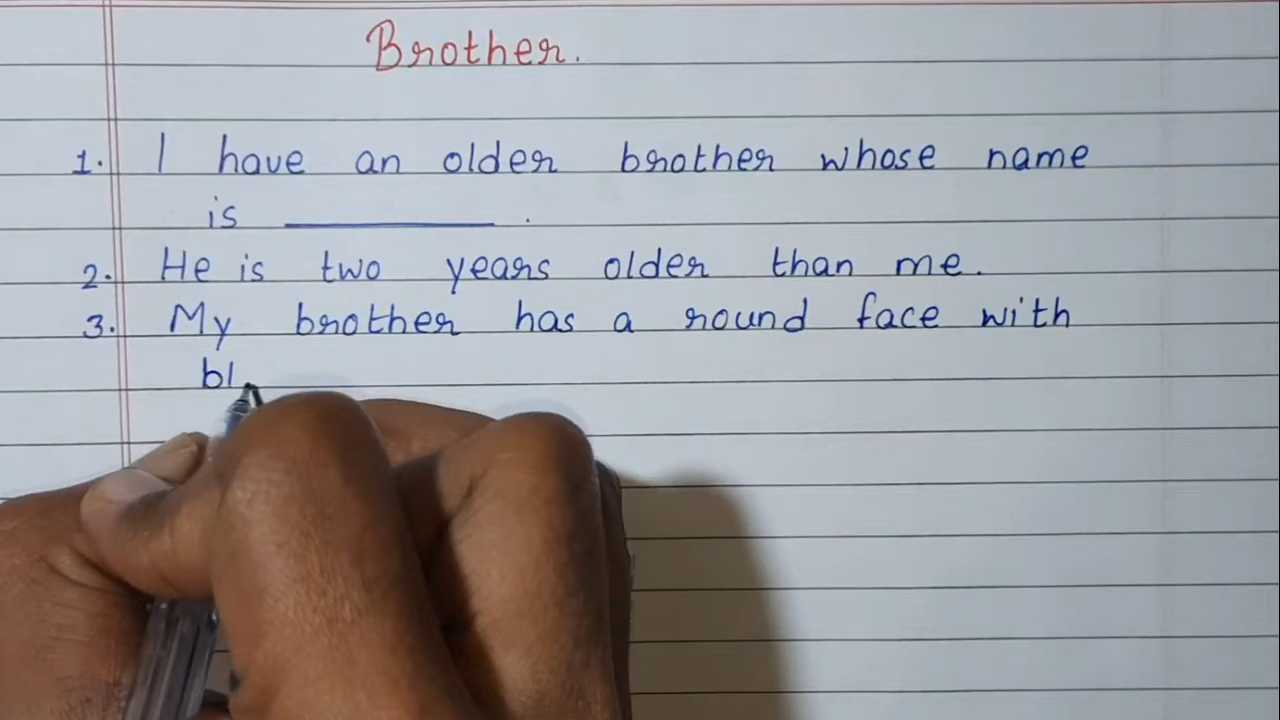 Brother.
1. I have an older brother whose name
is ________ .
2. He is two years older than me.
3. My brother has a round face with
bl